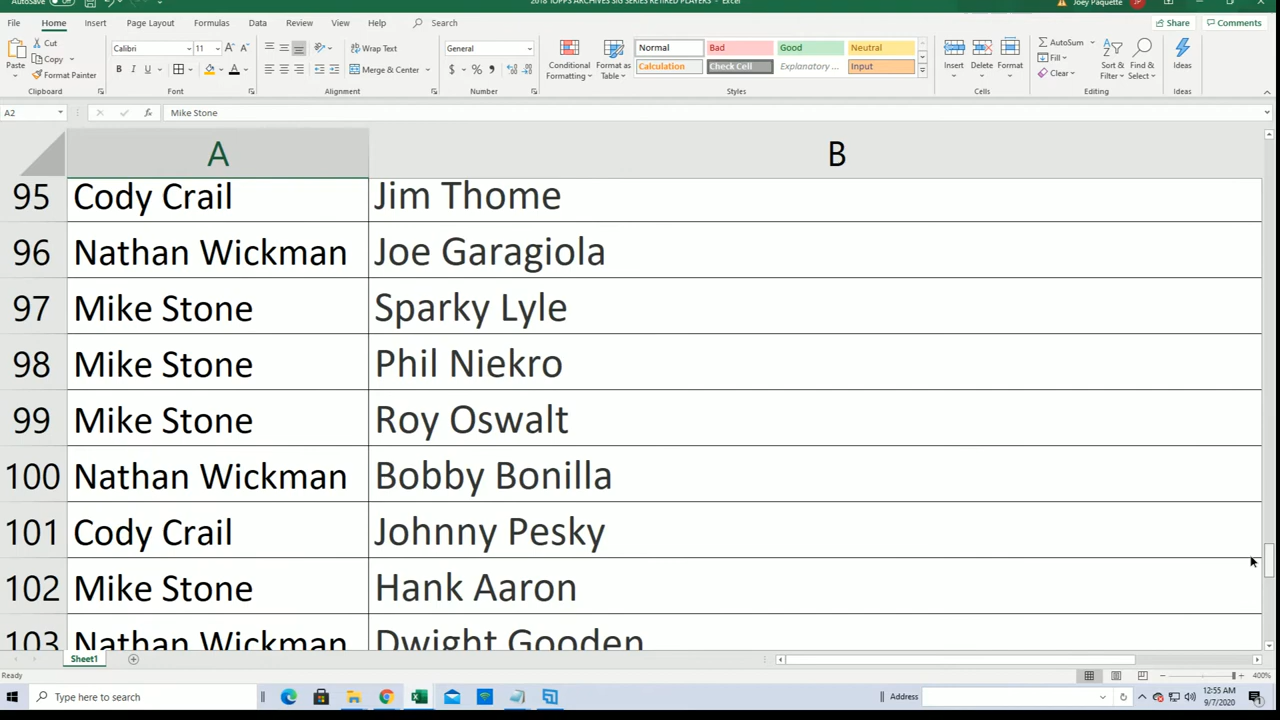 AutoSave Off 2018 TOPPS ARCHIVES SIG SERIES RETIRED PLAYERS - Excel Joey Paquette JP
File Home Insert Page Layout Formulas Data Review View Help Search Share Comments
Paste Cut Copy Format Painter Clipboard
Calibri 11 B I U A Font
Wrap Text Merge & Center Alignment
General $ % Number
Conditional Formatting Format as Table Normal Bad Good Neutral Calculation Check Cell Explanatory ... Input Styles
Insert Delete Format Cells
AutoSum Fill Clear Sort & Filter Find & Select Editing
Ideas Ideas
A2 fx Mike Stone
A B
95 Cody Crail Jim Thome
96 Nathan Wickman Joe Garagiola
97 Mike Stone Sparky Lyle
98 Mike Stone Phil Niekro
99 Mike Stone Roy Oswalt
100 Nathan Wickman Bobby Bonilla
101 Cody Crail Johnny Pesky
102 Mike Stone Hank Aaron
103 Nathan Wickman Dwight Gooden
Sheet1
Ready 400%
Type here to search Address 12:55 AM
9/7/2020